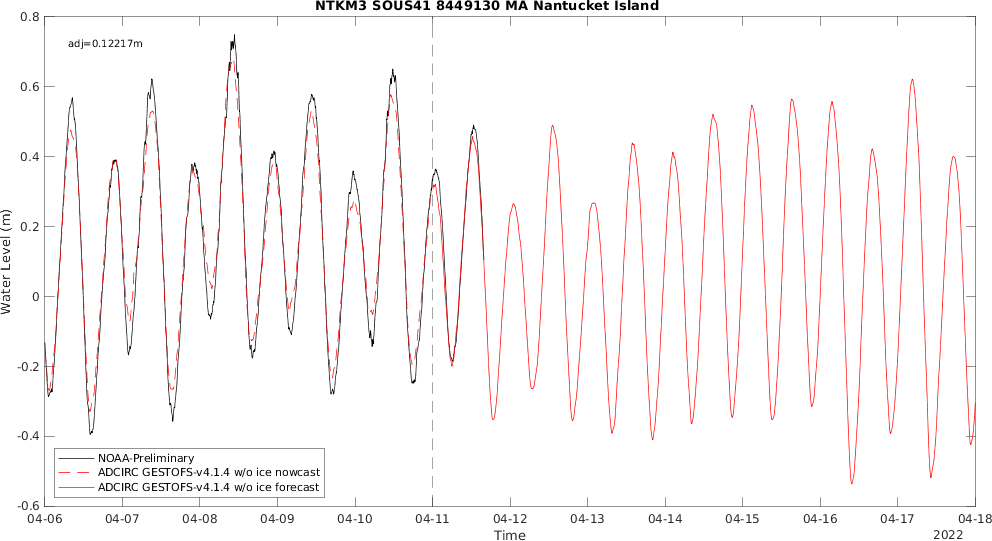 NTKM3 SOUS41 8449130 MA Nantucket Island
adj=0.12217m
0.8
0.6
0.4
0.2
0
-0.2
-0.4
-0.6
Water Level (m)
NOAA-Preliminary
ADCIRC GESTOFS-v4.1.4 w/o ice nowcast
ADCIRC GESTOFS-v4.1.4 w/o ice forecast
04-06 04-07 04-08 04-09 04-10 04-11 04-12 04-13 04-14 04-15 04-16 04-17 04-18
Time
2022